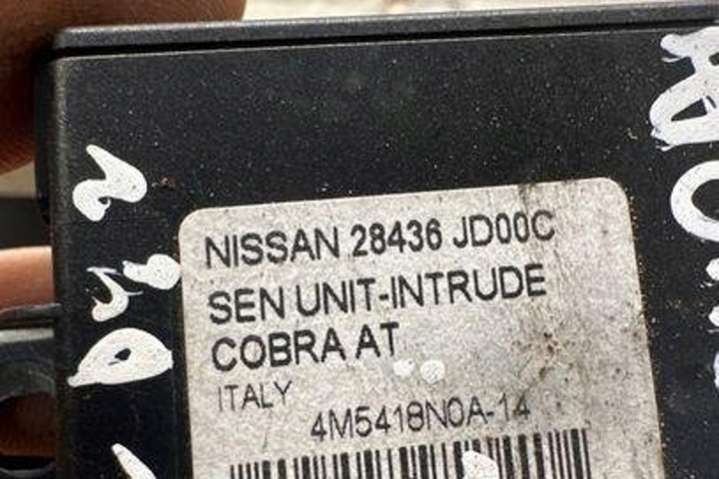 NISSAN 28436 JD00C
SEN UNIT-INTRUDE
COBRA AT
ITALY
4M5418N0A-14